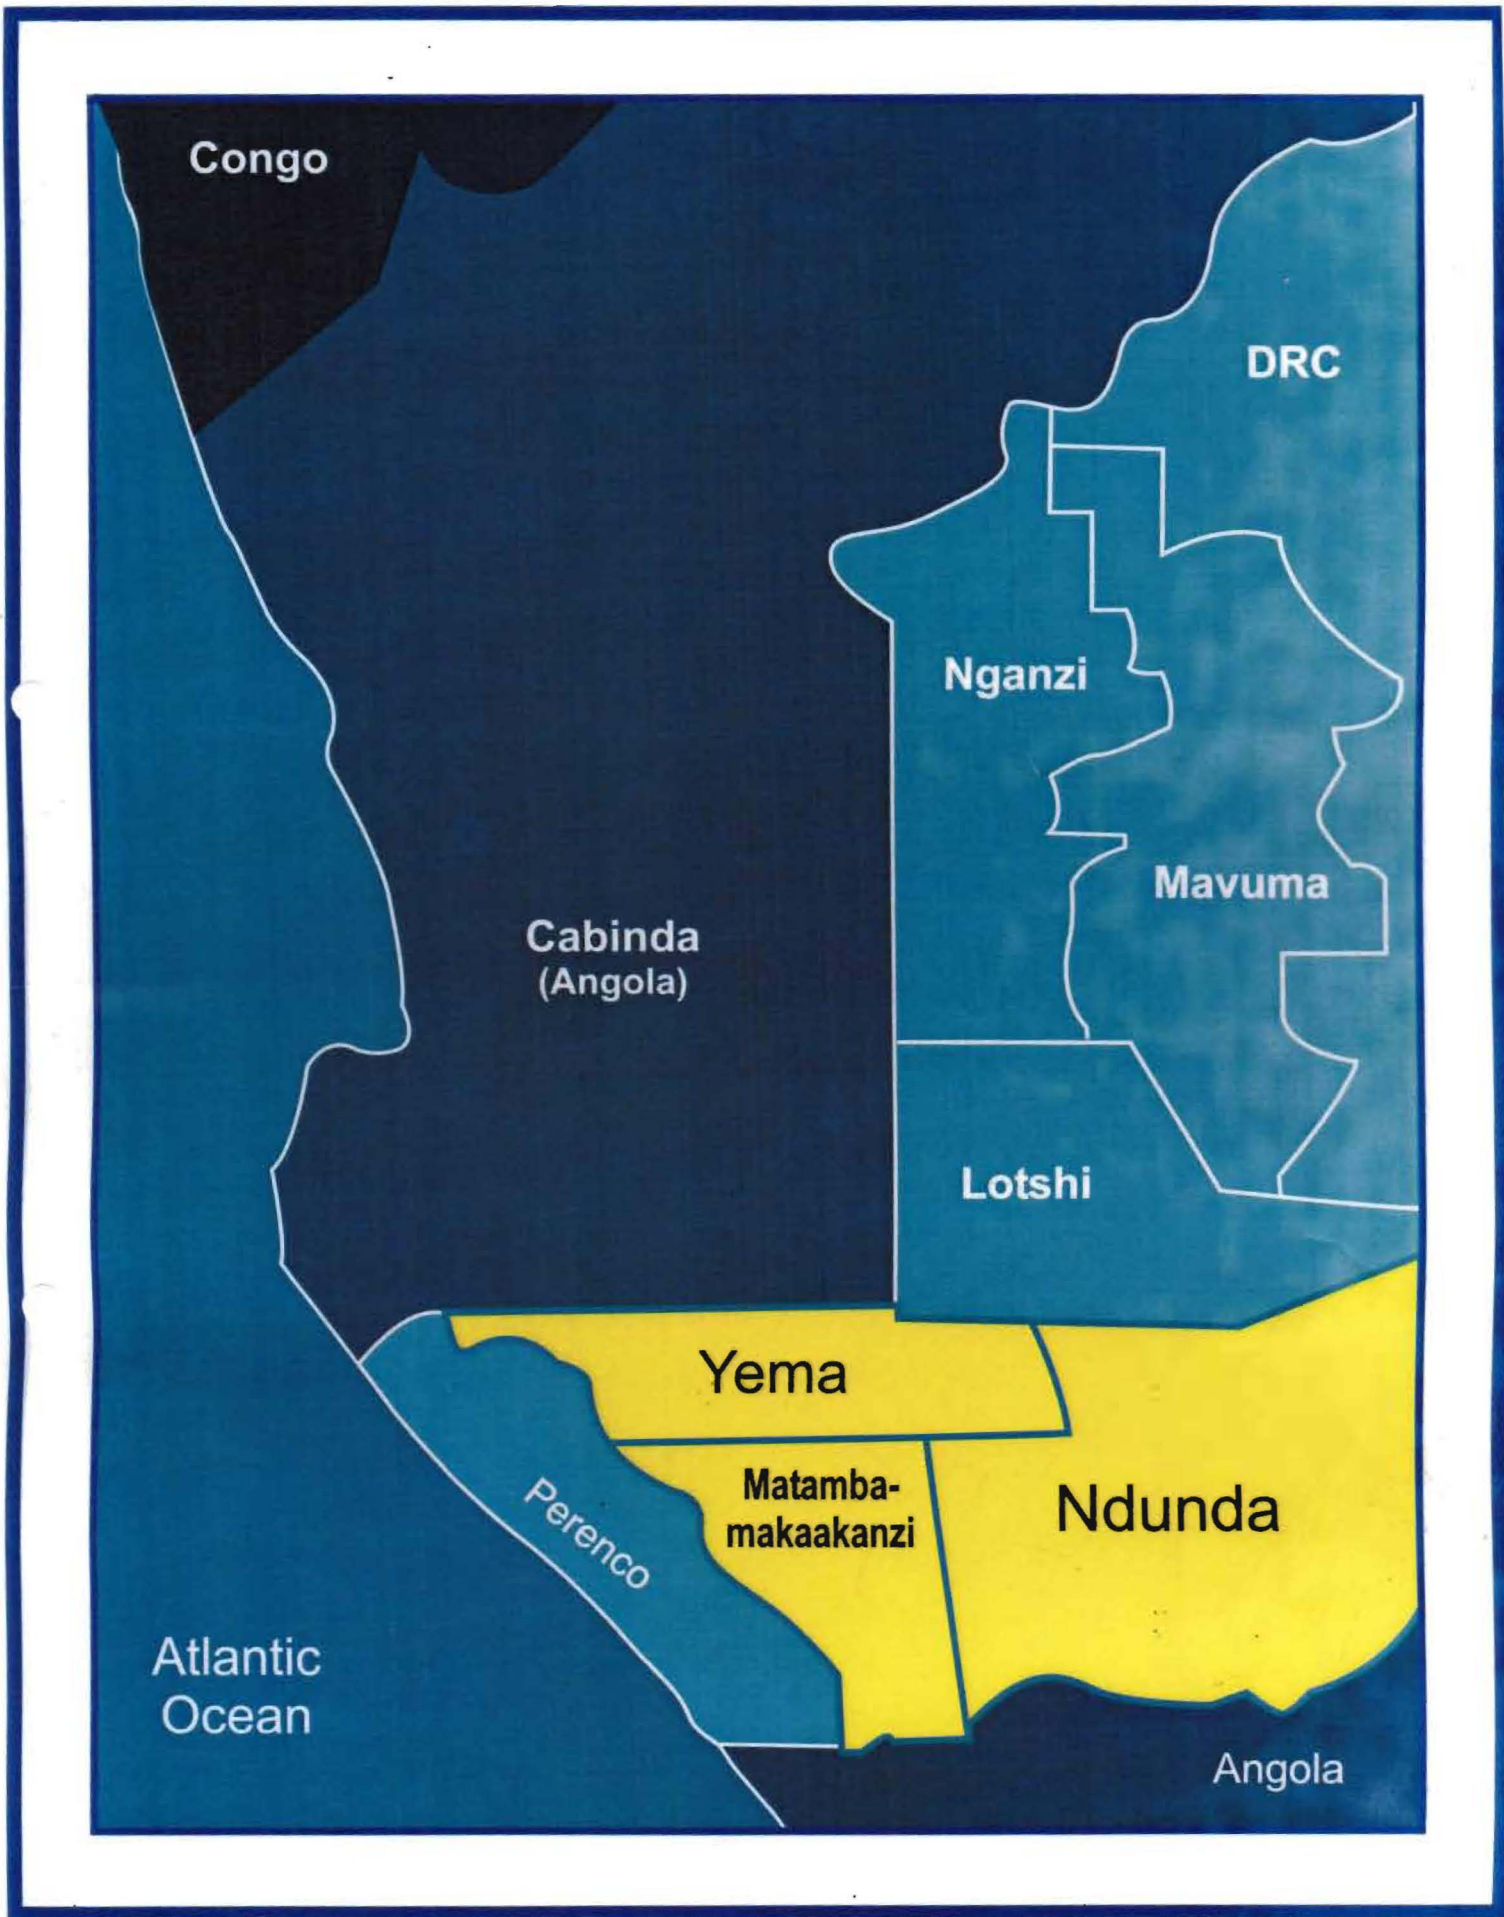 Congo
DRC
Nganzi
Mavuma
Cabinda
(Angola)
Lotshi
Yema
Matamba-
makaakanzi
Ndunda
Perenco
Atlantic
Ocean
Angola